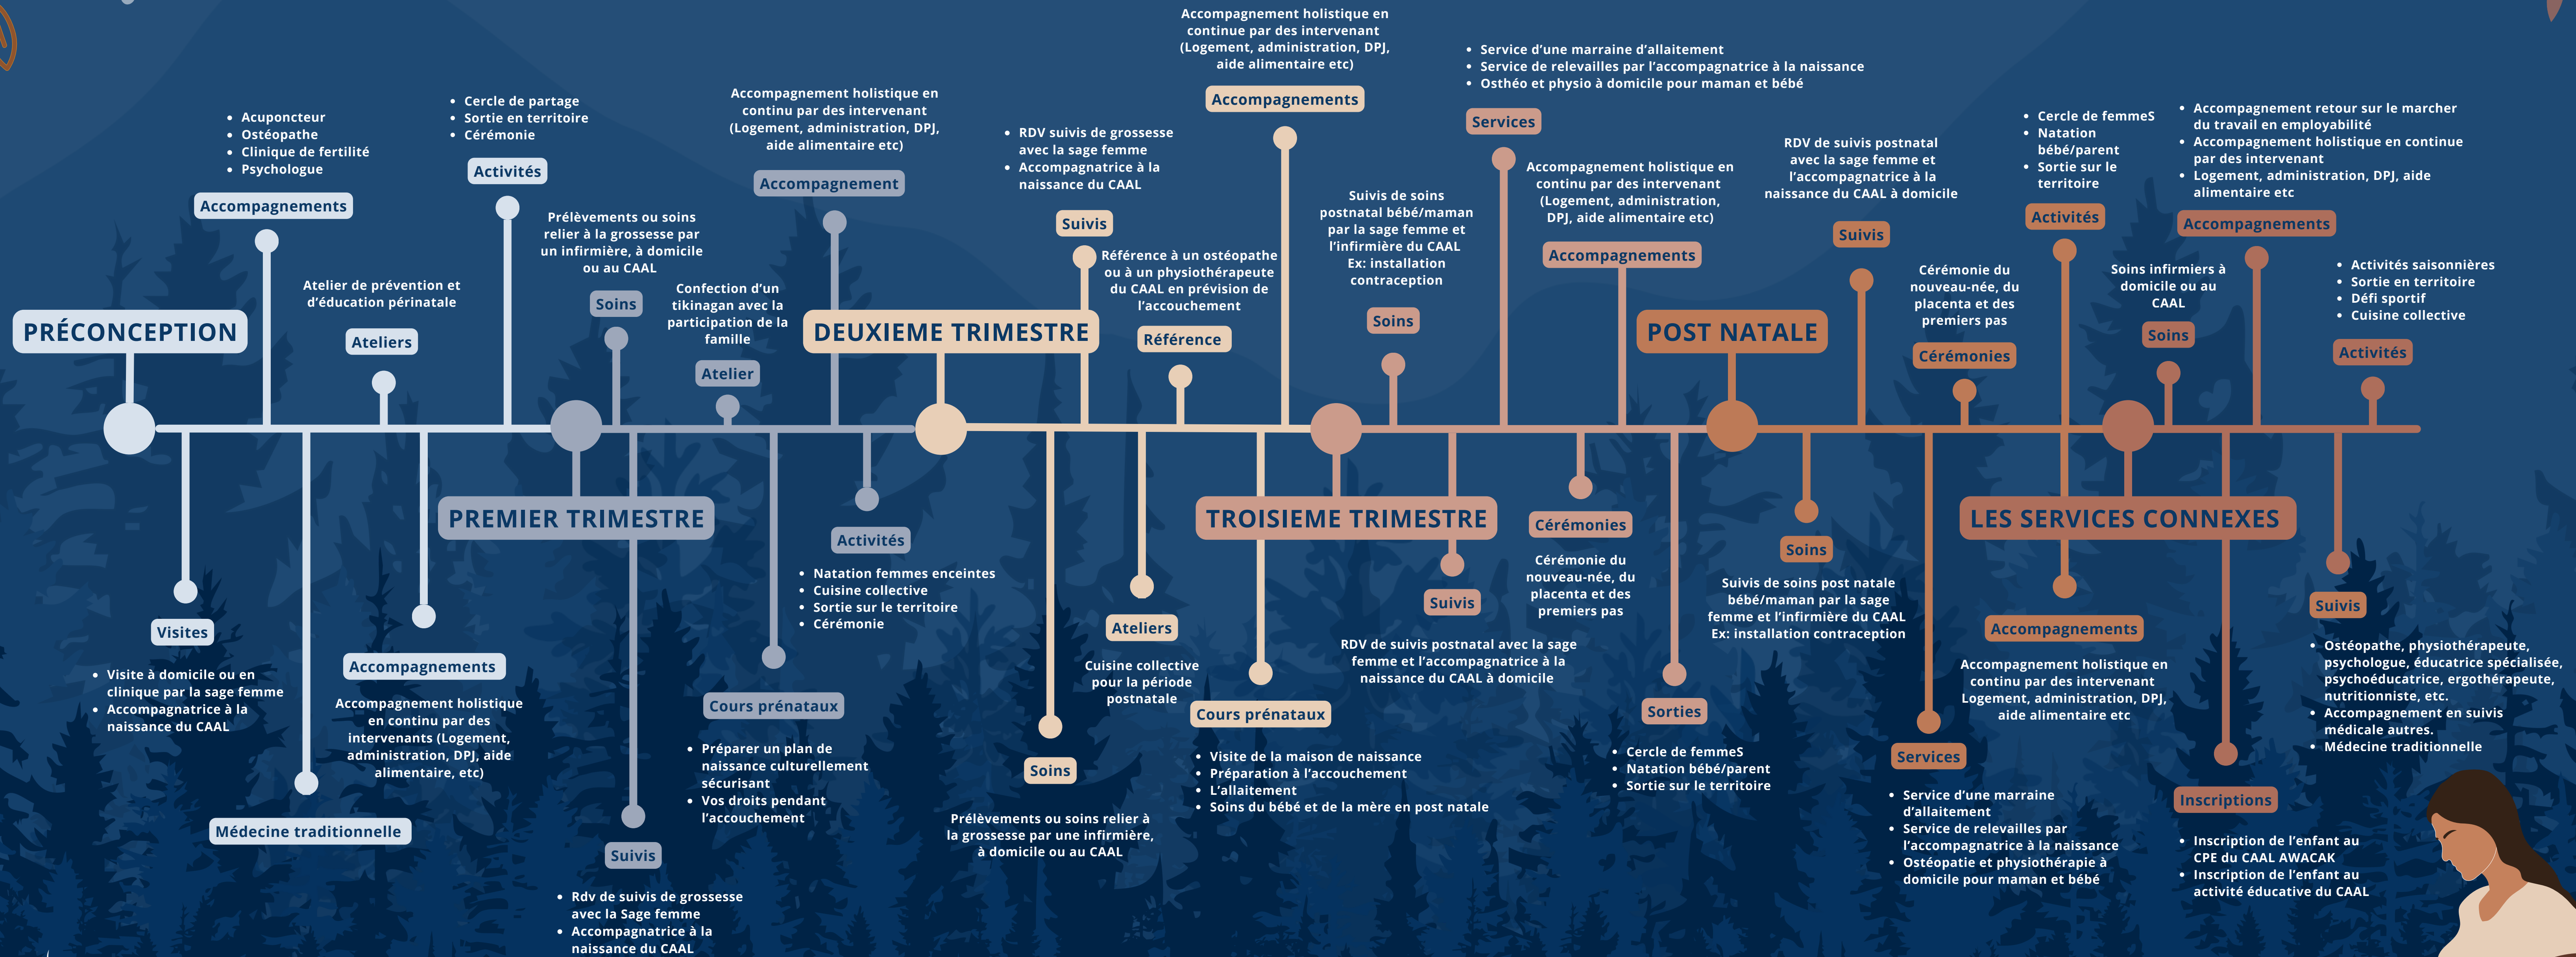 PRÉCONCEPTION
• Acuponcteur
• Ostéopathe
• Clinique de fertilité
• Psychologue
Accompagnements
Atelier de prévention et
d’éducation périnatale
Ateliers
• Cercle de partage
• Sortie en territoire
• Cérémonie
Activités
Visites
• Visite à domicile ou en
clinique par la sage femme
• Accompagnatrice à la
naissance du CAAL
Médecine traditionnelle
Accompagnements
Accompagnement holistique
en continu par des
intervenants (Logement,
administration, DPJ, aide
alimentaire, etc)
PREMIER TRIMESTRE
Prélèvements ou soins
relier à la grossesse par
un infirmière, à domicile
ou au CAAL
Soins
Confection d’un
tikinagan avec la
participation de la
famille
Atelier
Accompagnement holistique en
continu par des intervenant
(Logement, administration, DPJ,
aide alimentaire etc)
Accompagnement
Suivis
• Rdv de suivis de grossesse
avec la Sage femme
• Accompagnatrice à la
naissance du CAAL
Cours prénataux
• Préparer un plan de
naissance culturellement
sécurisant
• Vos droits pendant
l’accouchement
Activités
• Natation femmes enceintes
• Cuisine collective
• Sortie sur le territoire
• Cérémonie
DEUXIEME TRIMESTRE
• RDV suivis de grossesse
avec la sage femme
• Accompagnatrice à la
naissance du CAAL
Suivis
Référence à un ostéopathe
ou à un physiothérapeute
du CAAL en prévision de
l’accouchement
Référence
Accompagnement holistique en
continue par des intervenant
(Logement, administration, DPJ,
aide alimentaire etc)
Accompagnements
Soins
Prélèvements ou soins relier à
la grossesse par une infirmière,
à domicile ou au CAAL
Ateliers
Cuisine collective
pour la période
postnatale
Cours prénataux
• Visite de la maison de naissance
• Préparation à l’accouchement
• L’allaitement
• Soins du bébé et de la mère en post natale
TROISIEME TRIMESTRE
Suivis de soins
postnatal bébé/maman
par la sage femme et
l’infirmière du CAAL
Ex: installation
contraception
Soins
• Service d’une marraine d’allaitement
• Service de relevailles par l’accompagnatrice à la naissance
• Osthéo et physio à domicile pour maman et bébé
Services
Accompagnement holistique en
continu par des intervenant
(Logement, administration,
DPJ, aide alimentaire etc)
Accompagnements
Suivis
RDV de suivis postnatal avec la sage
femme et l’accompagnatrice à la
naissance du CAAL à domicile
Cérémonies
Cérémonie du
nouveau-née, du
placenta et des
premiers pas
Sorties
• Cercle de femmeS
• Natation bébé/parent
• Sortie sur le territoire
POST NATALE
RDV de suivis postnatal
avec la sage femme et
l’accompagnatrice à la
naissance du CAAL à domicile
Suivis
Cérémonie du
nouveau-née, du
placenta et des
premiers pas
Cérémonies
• Cercle de femmeS
• Natation
bébé/parent
• Sortie sur le
territoire
Activités
Soins
Suivis de soins post natale
bébé/maman par la sage
femme et l’infirmière du CAAL
Ex: installation contraception
Services
• Service d’une marraine
d’allaitement
• Service de relevailles par
l’accompagnatrice à la naissance
• Ostéopatie et physiothérapie à
domicile pour maman et bébé
Accompagnements
Accompagnement holistique en
continu par des intervenant
Logement, administration, DPJ,
aide alimentaire etc
LES SERVICES CONNEXES
Soins infirmiers à
domicile ou au
CAAL
Soins
• Accompagnement retour sur le marcher
du travail en employabilité
• Accompagnement holistique en continue
par des intervenant
• Logement, administration, DPJ, aide
alimentaire etc
Accompagnements
• Activités saisonnières
• Sortie en territoire
• Défi sportif
• Cuisine collective
Activités
Inscriptions
• Inscription de l’enfant au
CPE du CAAL AWACAK
• Inscription de l’enfant au
activité éducative du CAAL
Suivis
• Ostéopathe, physiothérapeute,
psychologue, éducatrice spécialisée,
psychoéducatrice, ergothérapeute,
nutritionniste, etc.
• Accompagnement en suivis
médicale autres.
• Médecine traditionnelle